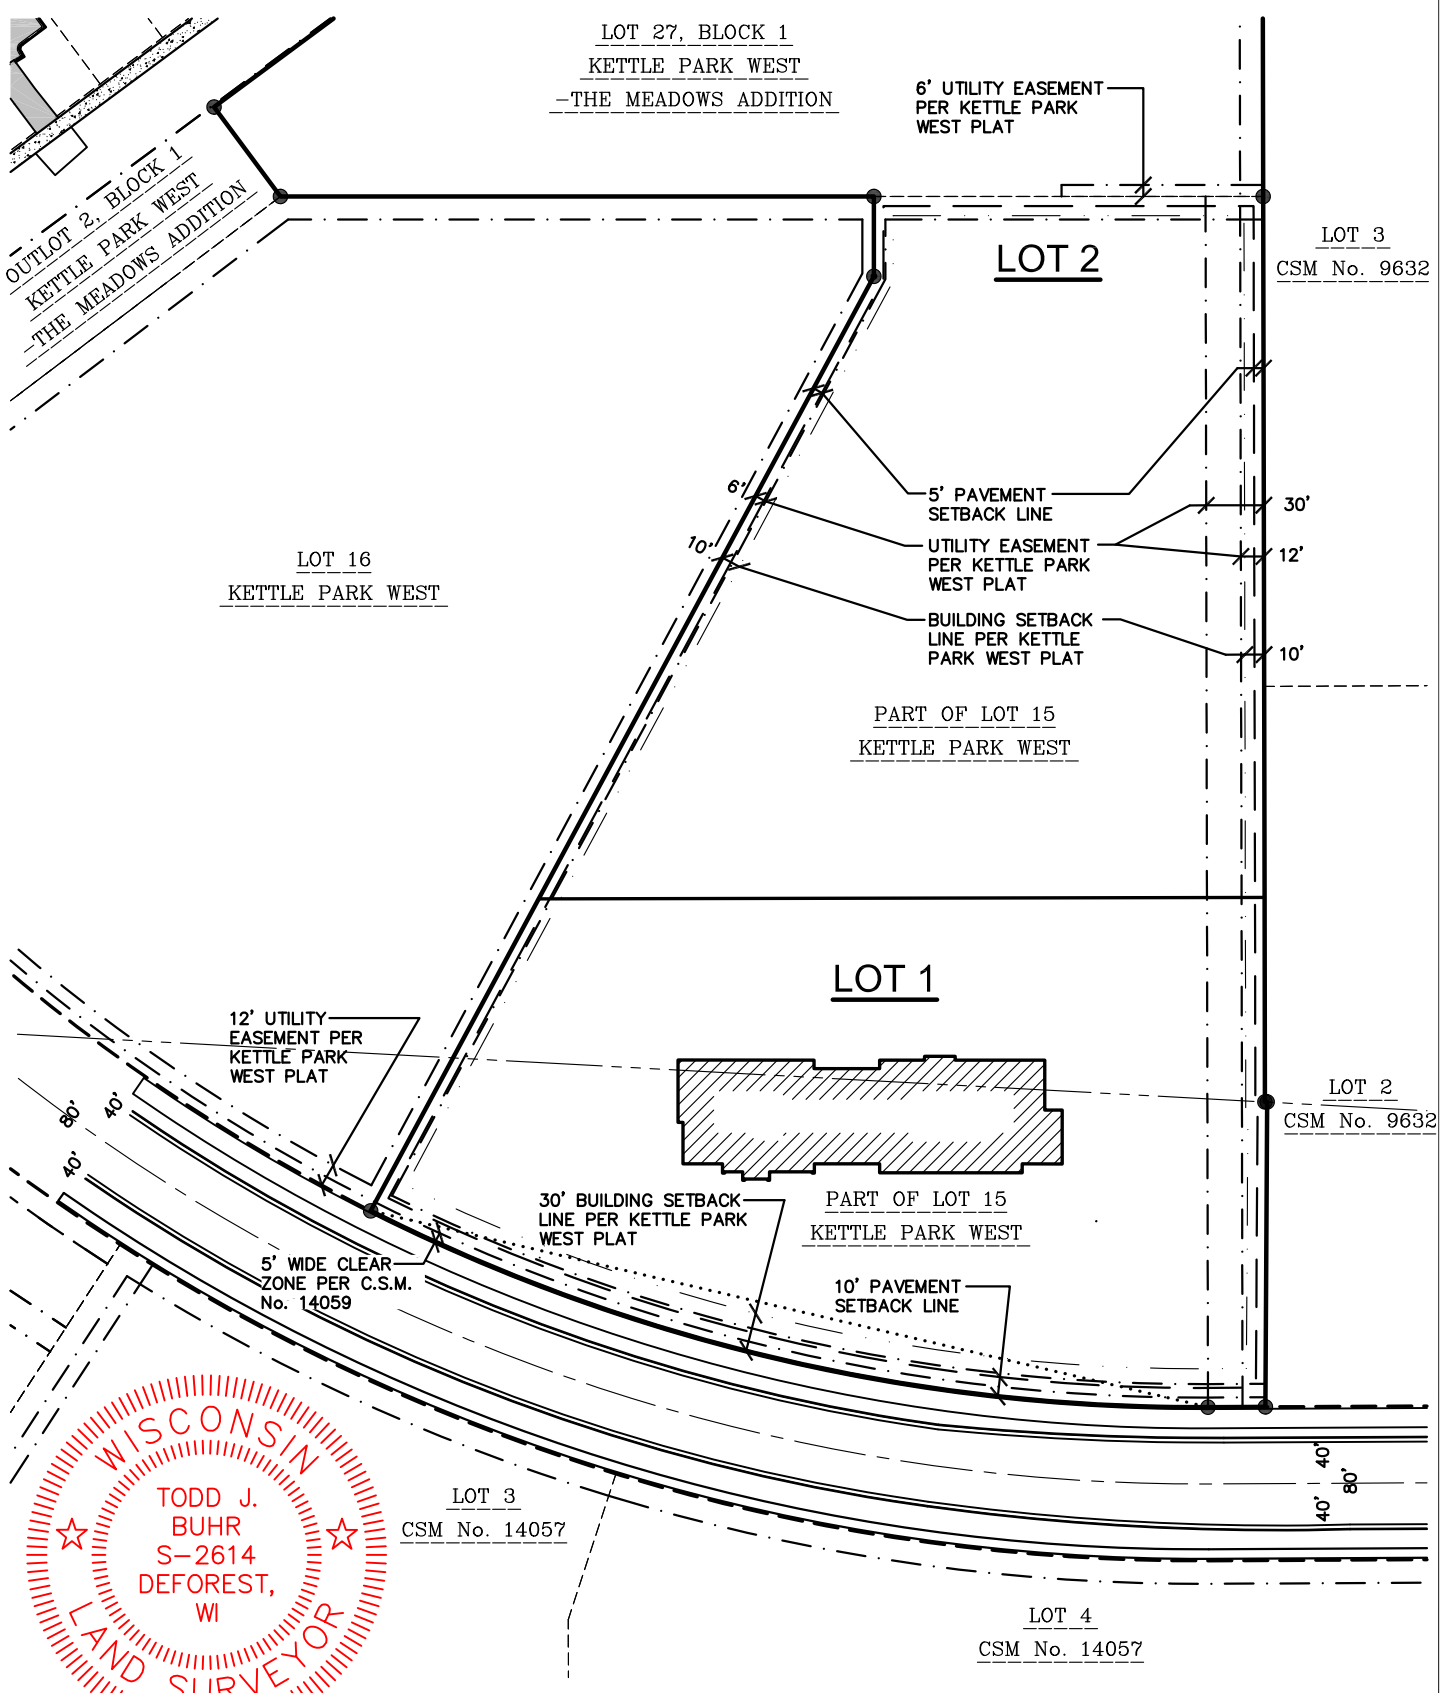 LOT 27, BLOCK 1
KETTLE PARK WEST
-THE MEADOWS ADDITION
6' UTILITY EASEMENT
PER KETTLE PARK
WEST PLAT
OUTLOT 2, BLOCK 1
KETTLE PARK WEST
-THE MEADOWS ADDITION
LOT 2
LOT 3
CSM No. 9632
6'
10'
5' PAVEMENT
SETBACK LINE
30'
UTILITY EASEMENT
PER KETTLE PARK
WEST PLAT
12'
BUILDING SETBACK
LINE PER KETTLE
PARK WEST PLAT
10'
LOT 16
KETTLE PARK WEST
PART OF LOT 15
KETTLE PARK WEST
LOT 1
12' UTILITY
EASEMENT PER
KETTLE PARK
WEST PLAT
80'
40'
40'
LOT 2
CSM No. 9632
30' BUILDING SETBACK
LINE PER KETTLE PARK
WEST PLAT
PART OF LOT 15
KETTLE PARK WEST
5' WIDE CLEAR
ZONE PER C.S.M.
No. 14059
10' PAVEMENT
SETBACK LINE
40'
80'
40'
WISCONSIN
TODD J.
BUHR
S-2614
DEFOREST,
WI
LAND SURVEYOR
LOT 3
CSM No. 14057
LOT 4
CSM No. 14057